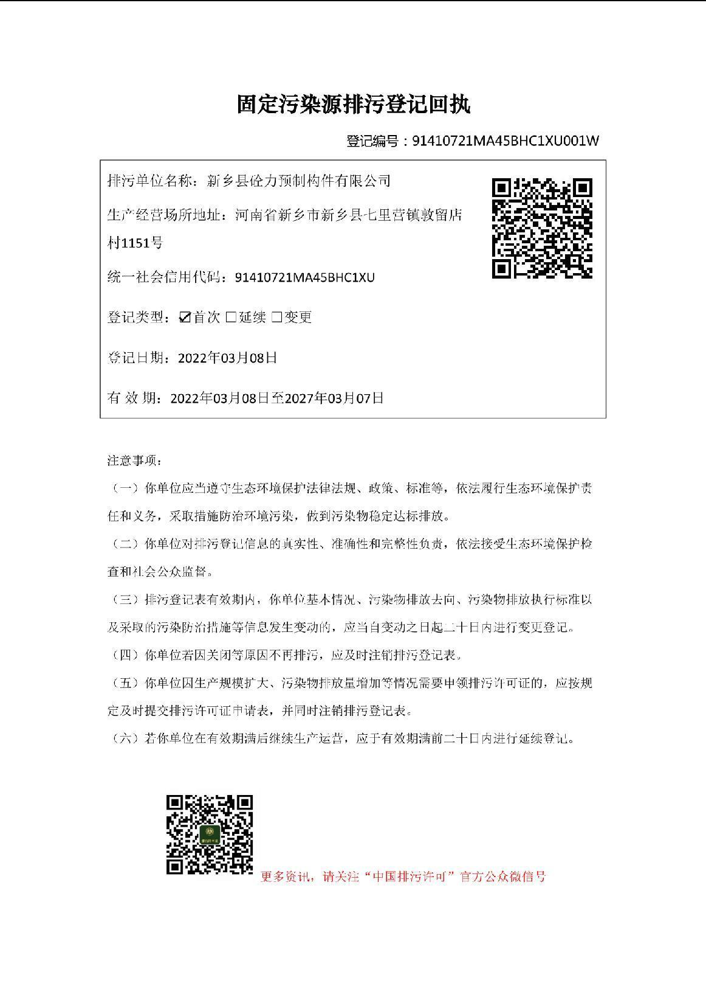 固定污染源排污登记回执
登记编号：91410721MA45BHC1XU001W
排污单位名称：新乡县砼力预制构件有限公司
生产经营场所地址：河南省新乡市新乡县七里营镇敦留店
村1151号
统一社会信用代码：91410721MA45BHC1XU
登记类型：☑首次 □延续 □变更
登记日期：2022年03月08日
有 效 期：2022年03月08日至2027年03月07日
注意事项：
（一）你单位应当遵守生态环境保护法律法规、政策、标准等，依法履行生态环境保护责
任和义务，采取措施防治环境污染，做到污染物稳定达标排放。
（二）你单位对排污登记信息的真实性、准确性和完整性负责，依法接受生态环境保护检
查和社会公众监督。
（三）排污登记表有效期内，你单位基本情况、污染物排放去向、污染物排放执行标准以
及采取的污染防治措施等信息发生变动的，应当自变动之日起二十日内进行变更登记。
（四）你单位若因关闭等原因不再排污，应及时注销排污登记表。
（五）你单位因生产规模扩大、污染物排放量增加等情况需要申领排污许可证的，应按规
定及时提交排污许可证申请表，并同时注销排污登记表。
（六）若你单位在有效期满后继续生产运营，应于有效期满前二十日内进行延续登记。
更多资讯，请关注“中国排污许可”官方公众微信号